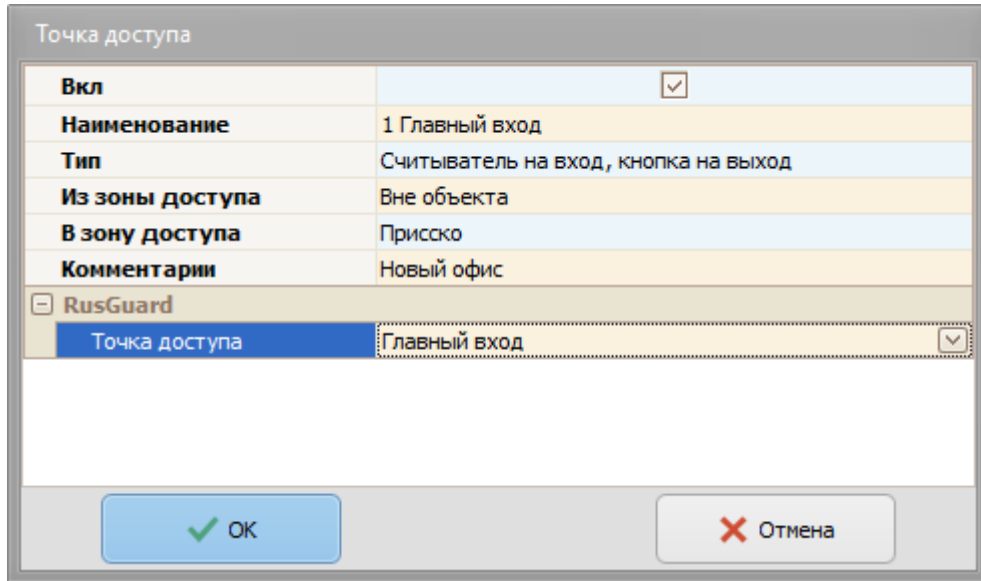 Точка доступа
Вкл
Наименование 1 Главный вход
Тип Считыватель на вход, кнопка на выход
Из зоны доступа Вне объекта
В зону доступа Присско
Комментарии Новый офис
RusGuard
Точка доступа Главный вход
OK Отмена